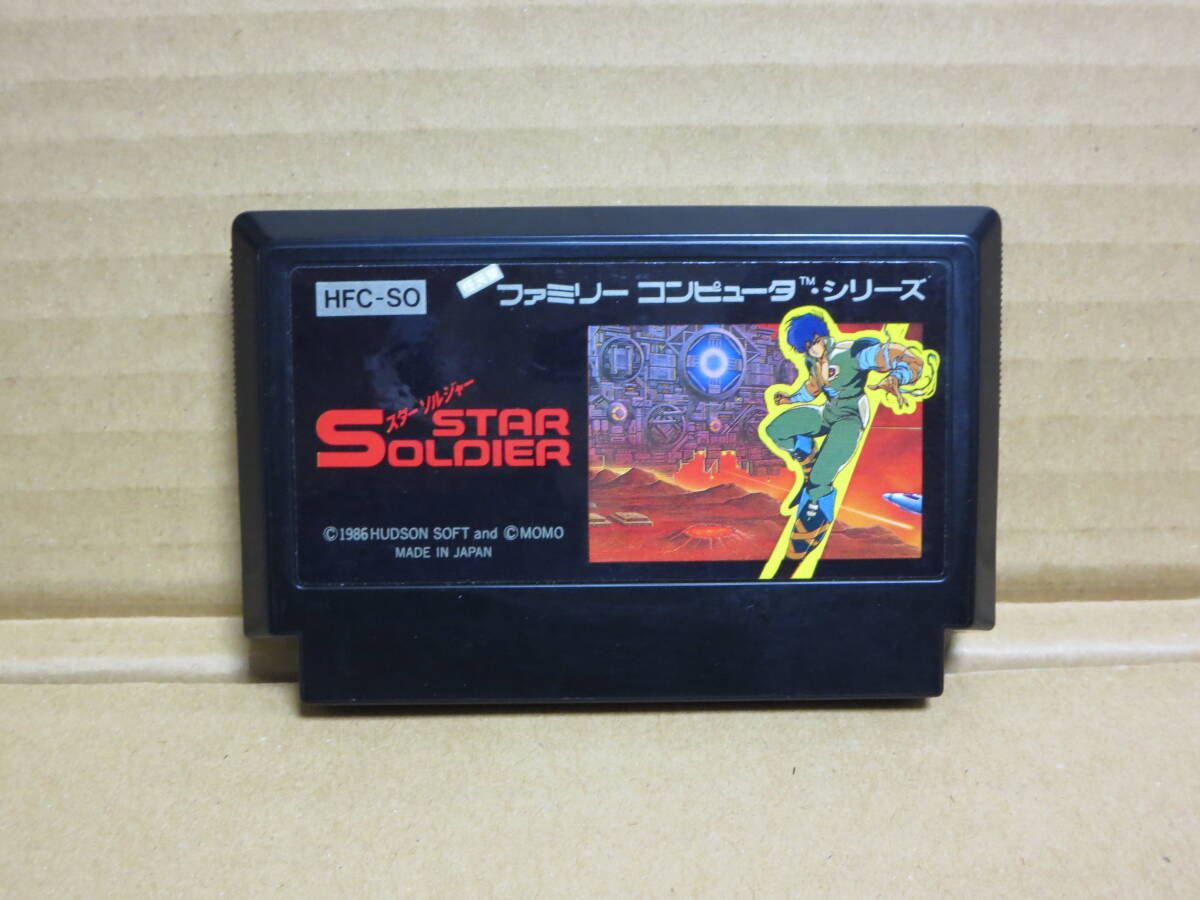 HFC-SO
ファミリー コンピュータ™・シリーズ
スター ソルジャー
STAR
SOLDIER
©1986 HUDSON SOFT and ©MOMO
MADE IN JAPAN